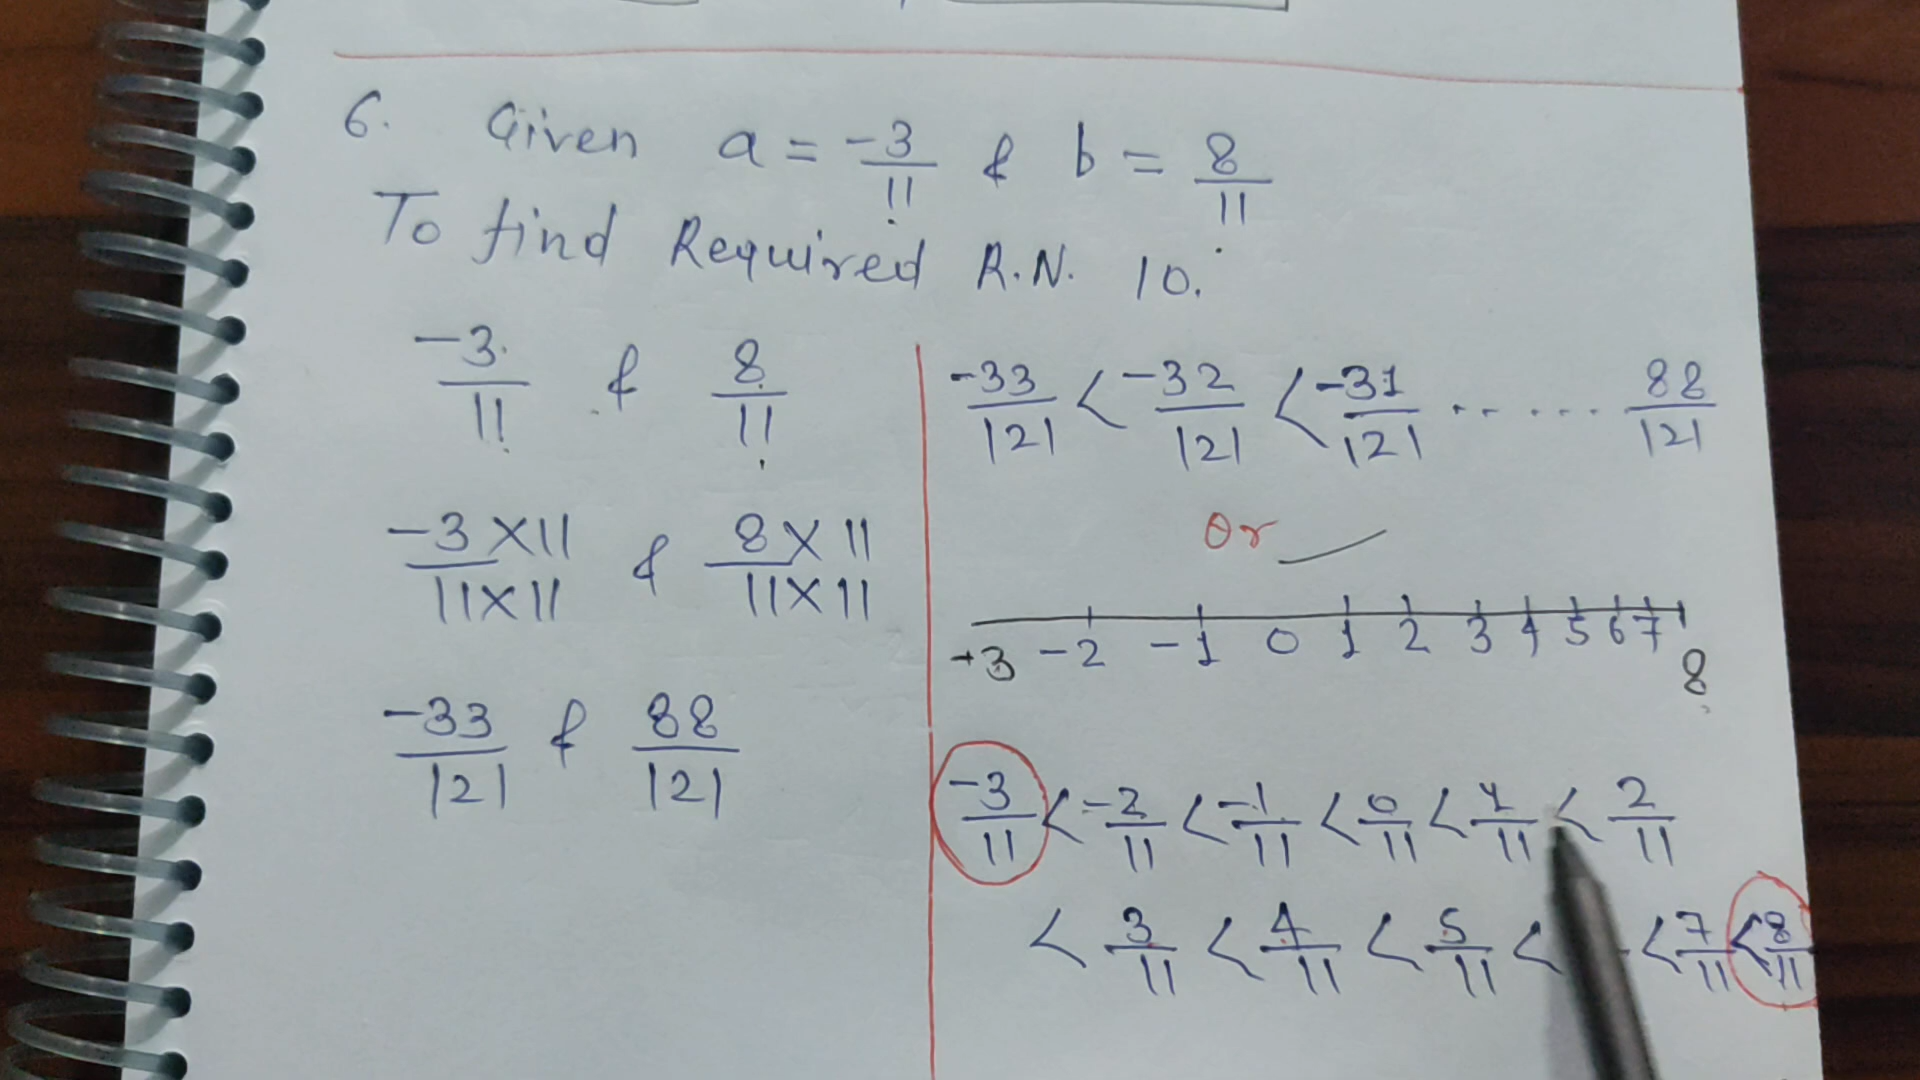 6. Given a = -3/11 & b = 8/11
To find Required R.N. 10.
-3/11 & 8/11
-3×11/11×11 & 8×11/11×11
-33/121 & 88/121
-33/121 < -32/121 < -31/121 ...... 88/121
Or
-3 -2 -1 0 1 2 3 4 5 6 7 8
-3/11 < -2/11 < -1/11 < 0/11 < 1/11 < 2/11
< 3/11 < 4/11 < 5/11 < < 7/11 < 8/11